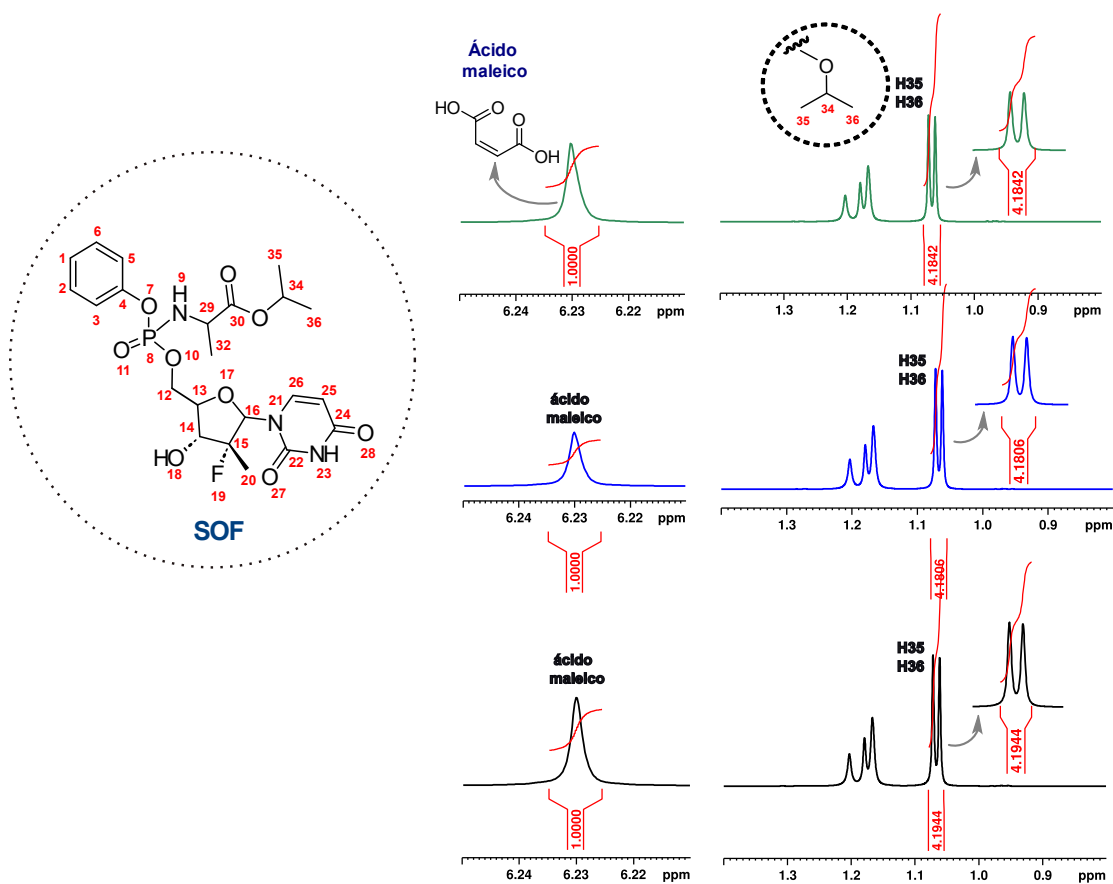 6
5
1
2
4
3
7
O
H
N
9
29
O
30
O
34
35
36
32
P
8
O
11
O
10
12
13
O
17
16
14
15
HO
18
F
19
20
21
N
26
25
24
O
28
NH
23
22
O
27
SOF
Ácido
maleico
HO
O
O
OH
1.0000
6.24
6.23
6.22
ppm
O
34
35
36
H35
H36
4.1842
4.1842
1.3
1.2
1.1
1.0
0.9
ppm
ácido
maleico
1.0000
6.24
6.23
6.22
ppm
H35
H36
4.1806
1.3
1.2
1.1
1.0
0.9
ppm
4.1806
ácido
maleico
1.0000
6.24
6.23
6.22
ppm
H35
H36
4.1944
4.1944
1.3
1.2
1.1
1.0
0.9
ppm